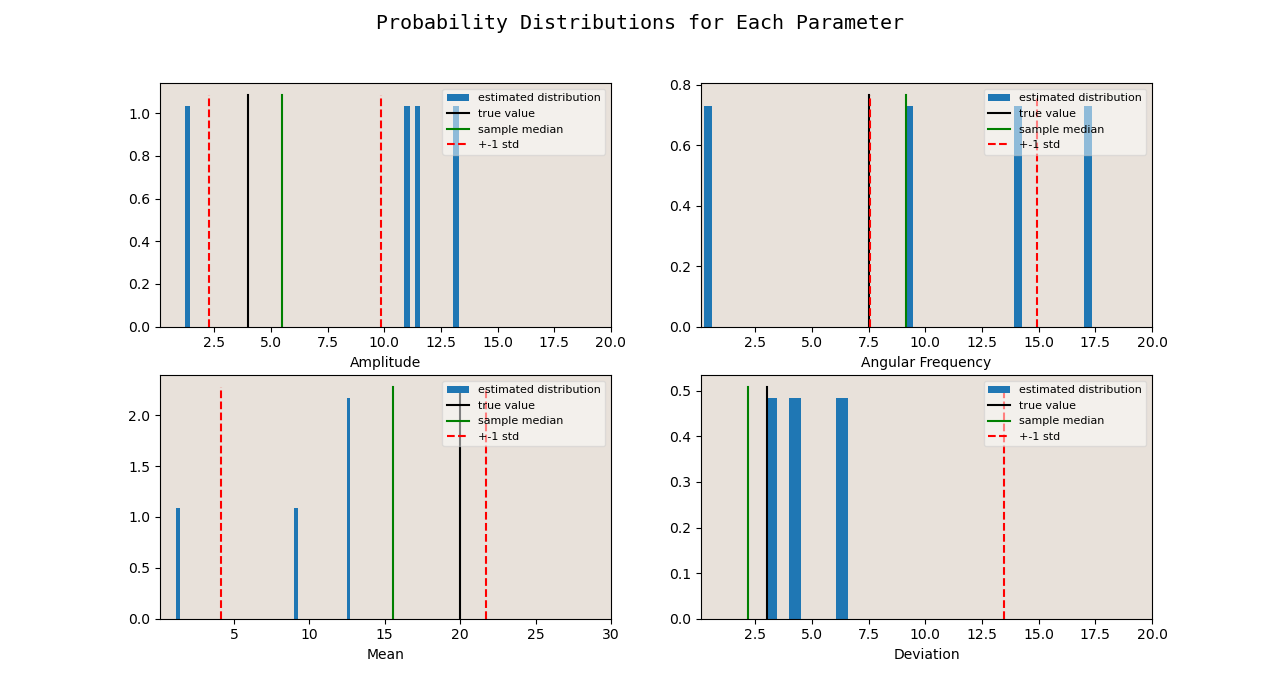 Probability Distributions for Each Parameter
1.0
0.8
0.6
0.4
0.2
0.0
estimated distribution
true value
sample median
+-1 std
2.5 5.0 7.5 10.0 12.5 15.0 17.5 20.0
Amplitude
0.8
0.6
0.4
0.2
0.0
estimated distribution
true value
sample median
+-1 std
2.5 5.0 7.5 10.0 12.5 15.0 17.5 20.0
Angular Frequency
2.0
1.5
1.0
0.5
0.0
estimated distribution
true value
sample median
+-1 std
5 10 15 20 25 30
Mean
0.5
0.4
0.3
0.2
0.1
0.0
estimated distribution
true value
sample median
+-1 std
2.5 5.0 7.5 10.0 12.5 15.0 17.5 20.0
Deviation